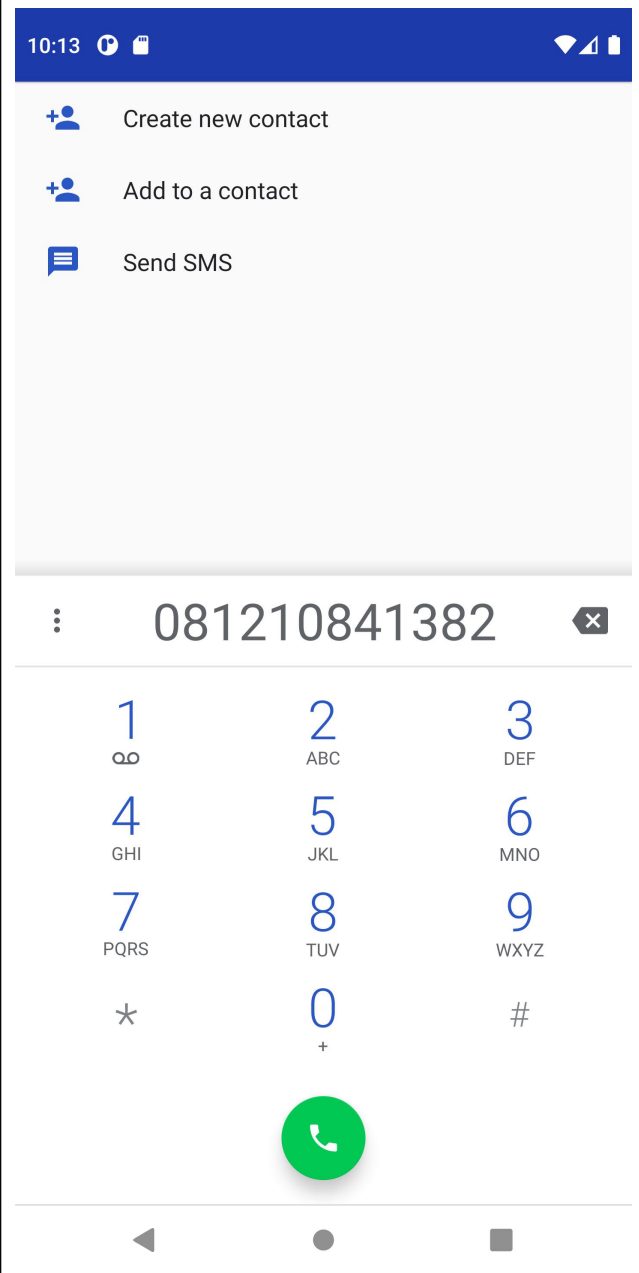 10:13
Create new contact
Add to a contact
Send SMS
081210841382
1 2 3
ABC DEF
4 5 6
GHI JKL MNO
7 8 9
PQRS TUV WXYZ
* 0 #
+